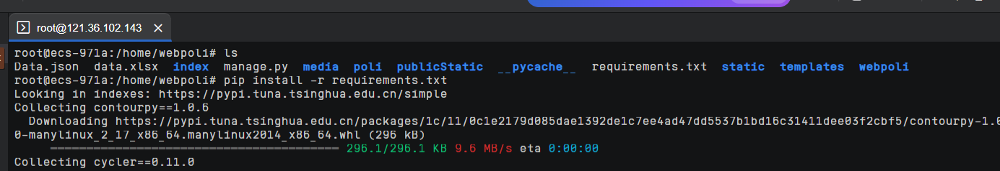 root@121.36.102.143
root@ecs-971a:/home/webpoli# ls
Data.json data.xlsx index manage.py media poli publicStatic __pycache__ requirements.txt static templates webpoli
root@ecs-971a:/home/webpoli# pip install -r requirements.txt
Looking in indexes: https://pypi.tuna.tsinghua.edu.cn/simple
Collecting contourpy==1.0.6
Downloading https://pypi.tuna.tsinghua.edu.cn/packages/1c/11/0c1e2179d085dae1392de1c7ee4ad47dd5537b1bd16c31411dee03f2cbf5/contourpy-1.0
0-manylinux_2_17_x86_64.manylinux2014_x86_64.whl (296 kB)
296.1/296.1 KB 9.6 MB/s eta 0:00:00
Collecting cycler==0.11.0